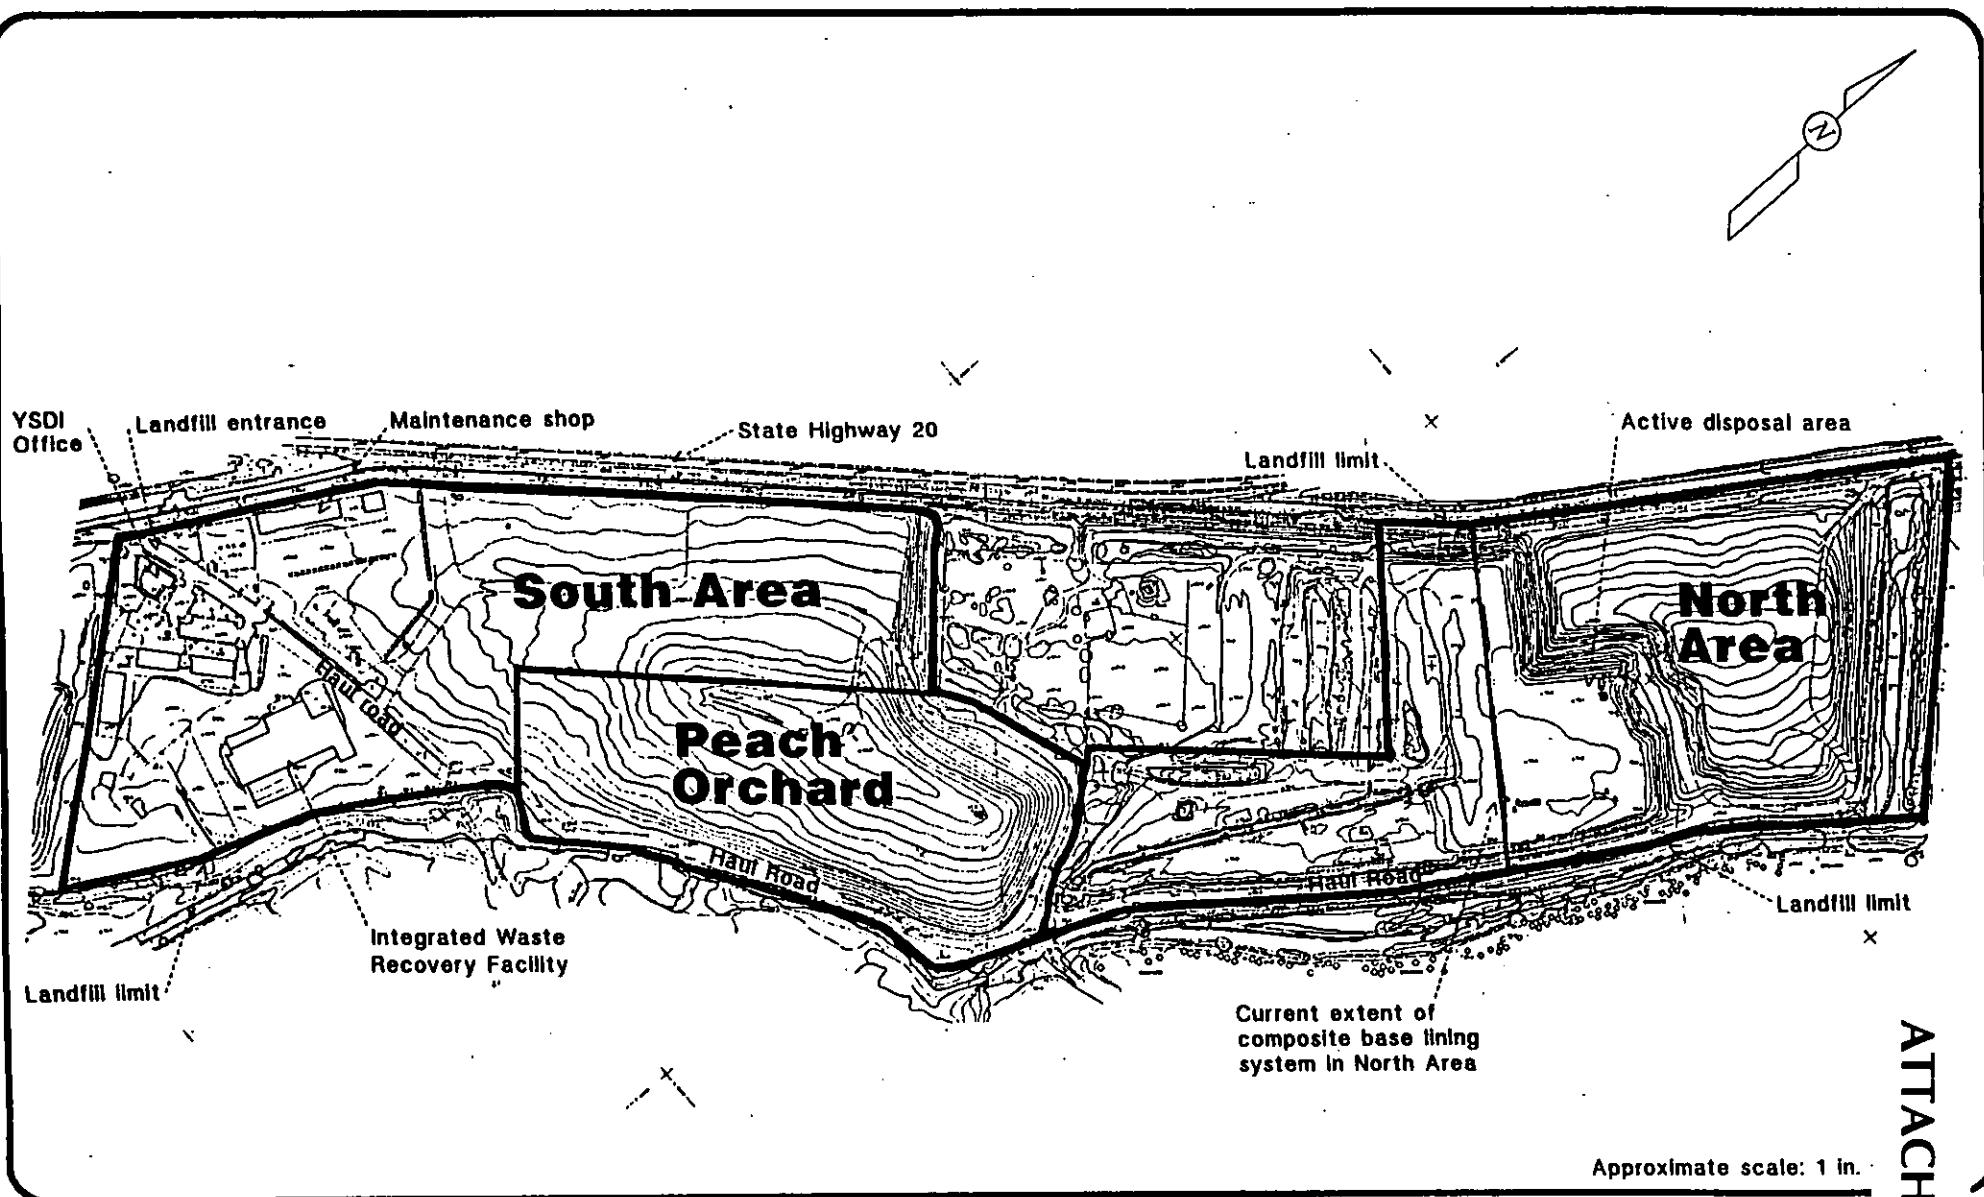 N
YSDI
Office
Landfill entrance
Maintenance shop
State Highway 20
Landfill limit
Active disposal area
South Area
North
Area
Haul road
Peach
Orchard
Haul Road
Haul Road
Landfill limit
Integrated Waste
Recovery Facility
Landfill limit
Current extent of
composite base lining
system in North Area
ATTACH
Approximate scale: 1 in.